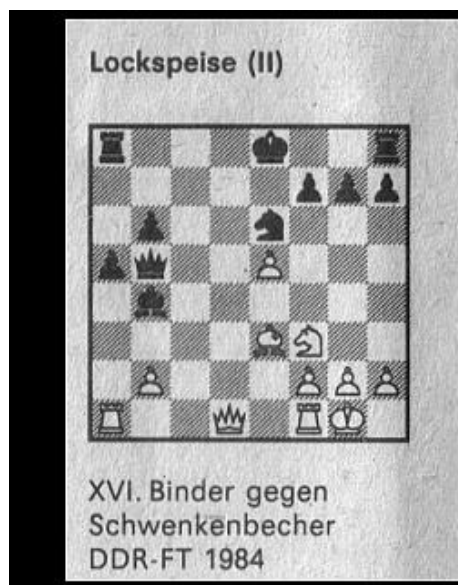 Lockspeise (II)
XVI. Binder gegen
Schwenkenbecher
DDR-FT 1984